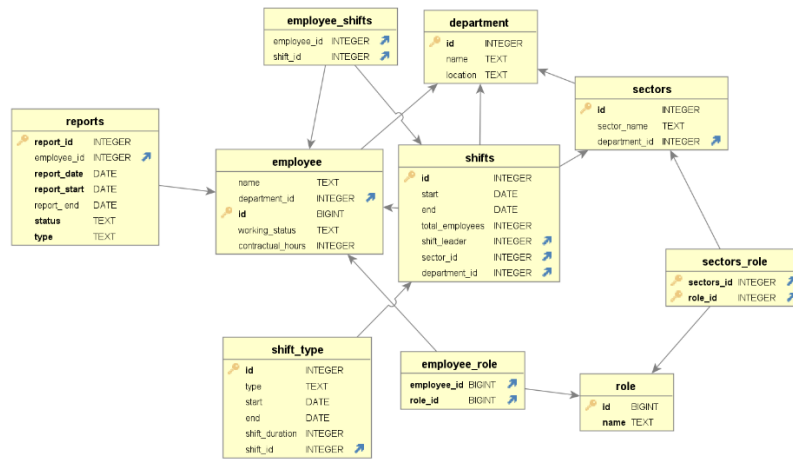 employee_shifts
employee_id INTEGER
shift_id INTEGER
department
id INTEGER
name TEXT
location TEXT
sectors
id INTEGER
sector_name TEXT
department_id INTEGER
reports
report_id INTEGER
employee_id INTEGER
report_date DATE
report_start DATE
report_end DATE
status TEXT
type TEXT
employee
name TEXT
department_id INTEGER
id BIGINT
working_status TEXT
contractual_hours INTEGER
shifts
id INTEGER
start DATE
end DATE
total_employees INTEGER
shift_leader INTEGER
sector_id INTEGER
department_id INTEGER
sectors_role
sectors_id INTEGER
role_id INTEGER
shift_type
id INTEGER
type TEXT
start DATE
end DATE
shift_duration INTEGER
shift_id INTEGER
employee_role
employee_id BIGINT
role_id BIGINT
role
id BIGINT
name TEXT